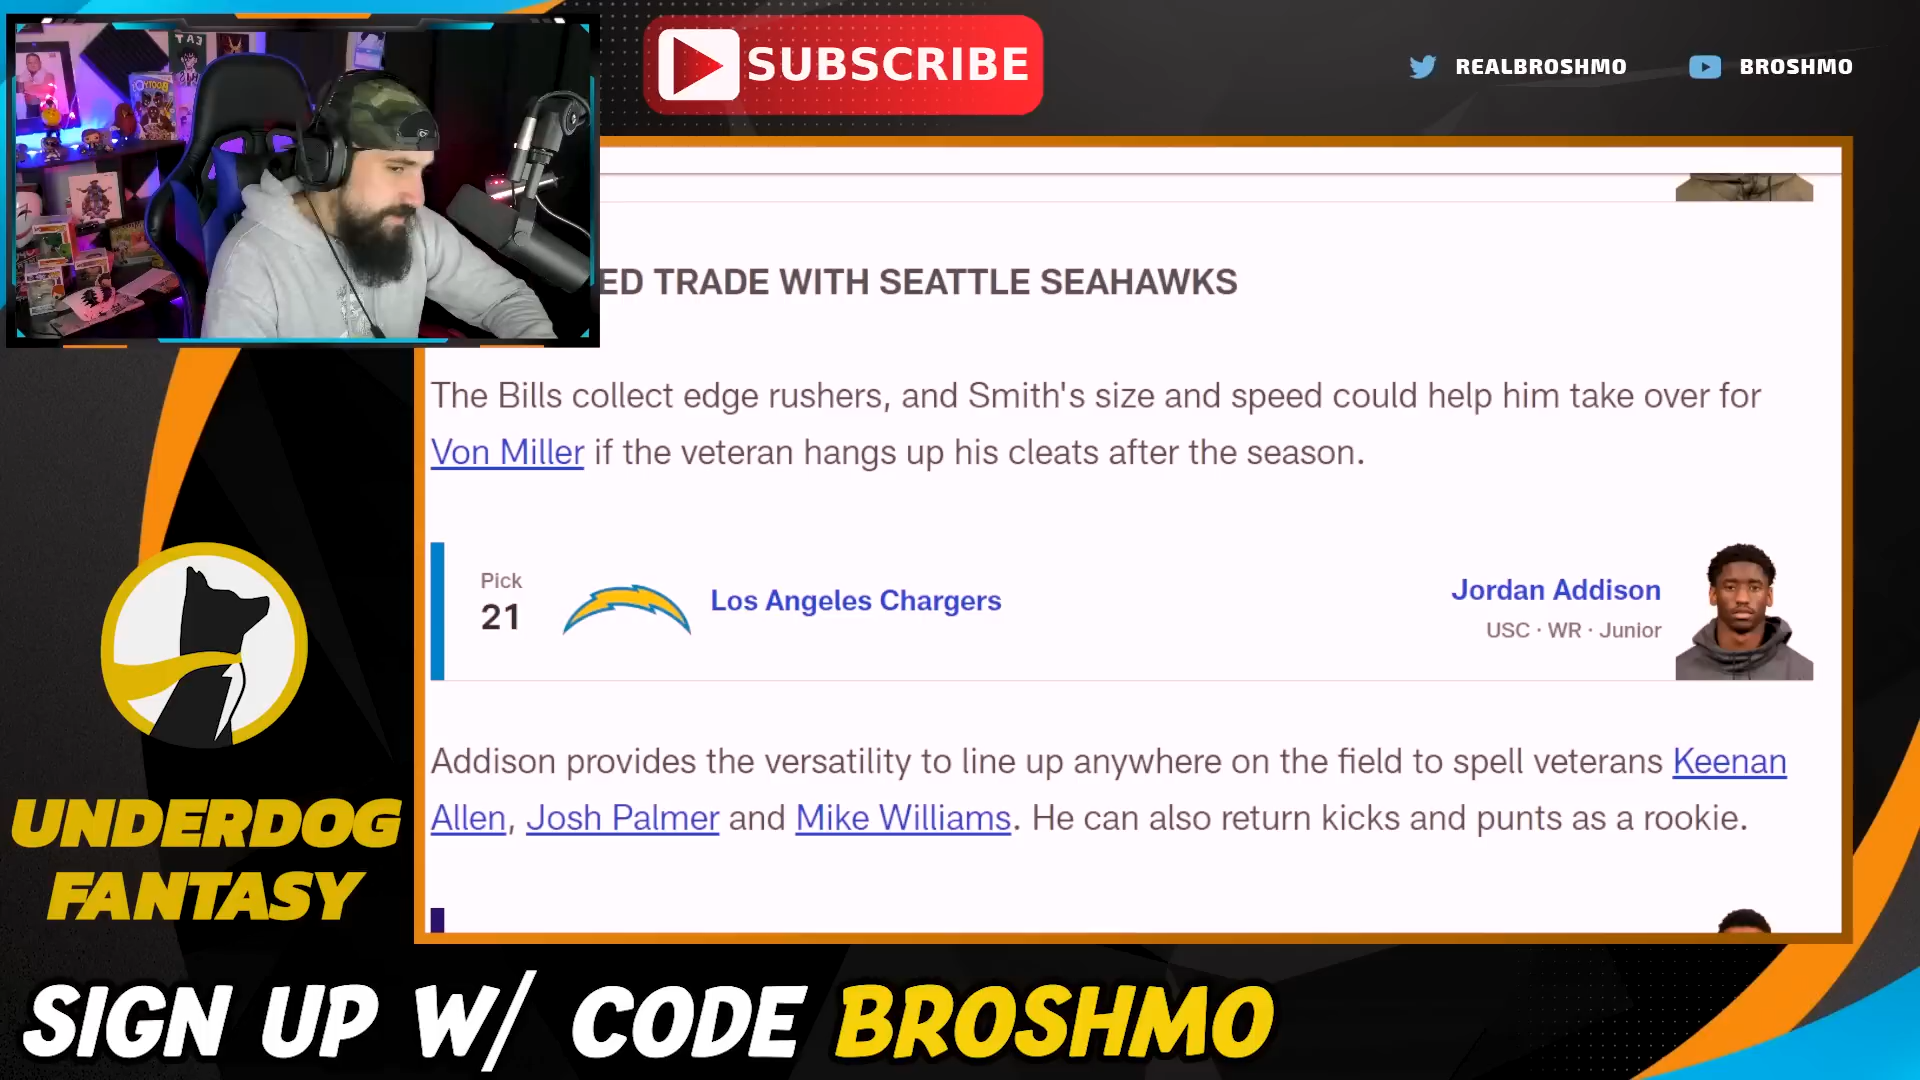 SUBSCRIBE
REALBROSHMO
BROSHMO
ED TRADE WITH SEATTLE SEAHAWKS
The Bills collect edge rushers, and Smith's size and speed could help him take over for
Von Miller if the veteran hangs up his cleats after the season.
Pick
21
Los Angeles Chargers
Jordan Addison
USC · WR · Junior
Addison provides the versatility to line up anywhere on the field to spell veterans Keenan
Allen, Josh Palmer and Mike Williams. He can also return kicks and punts as a rookie.
UNDERDOG
FANTASY
SIGN UP W/ CODE BROSHMO